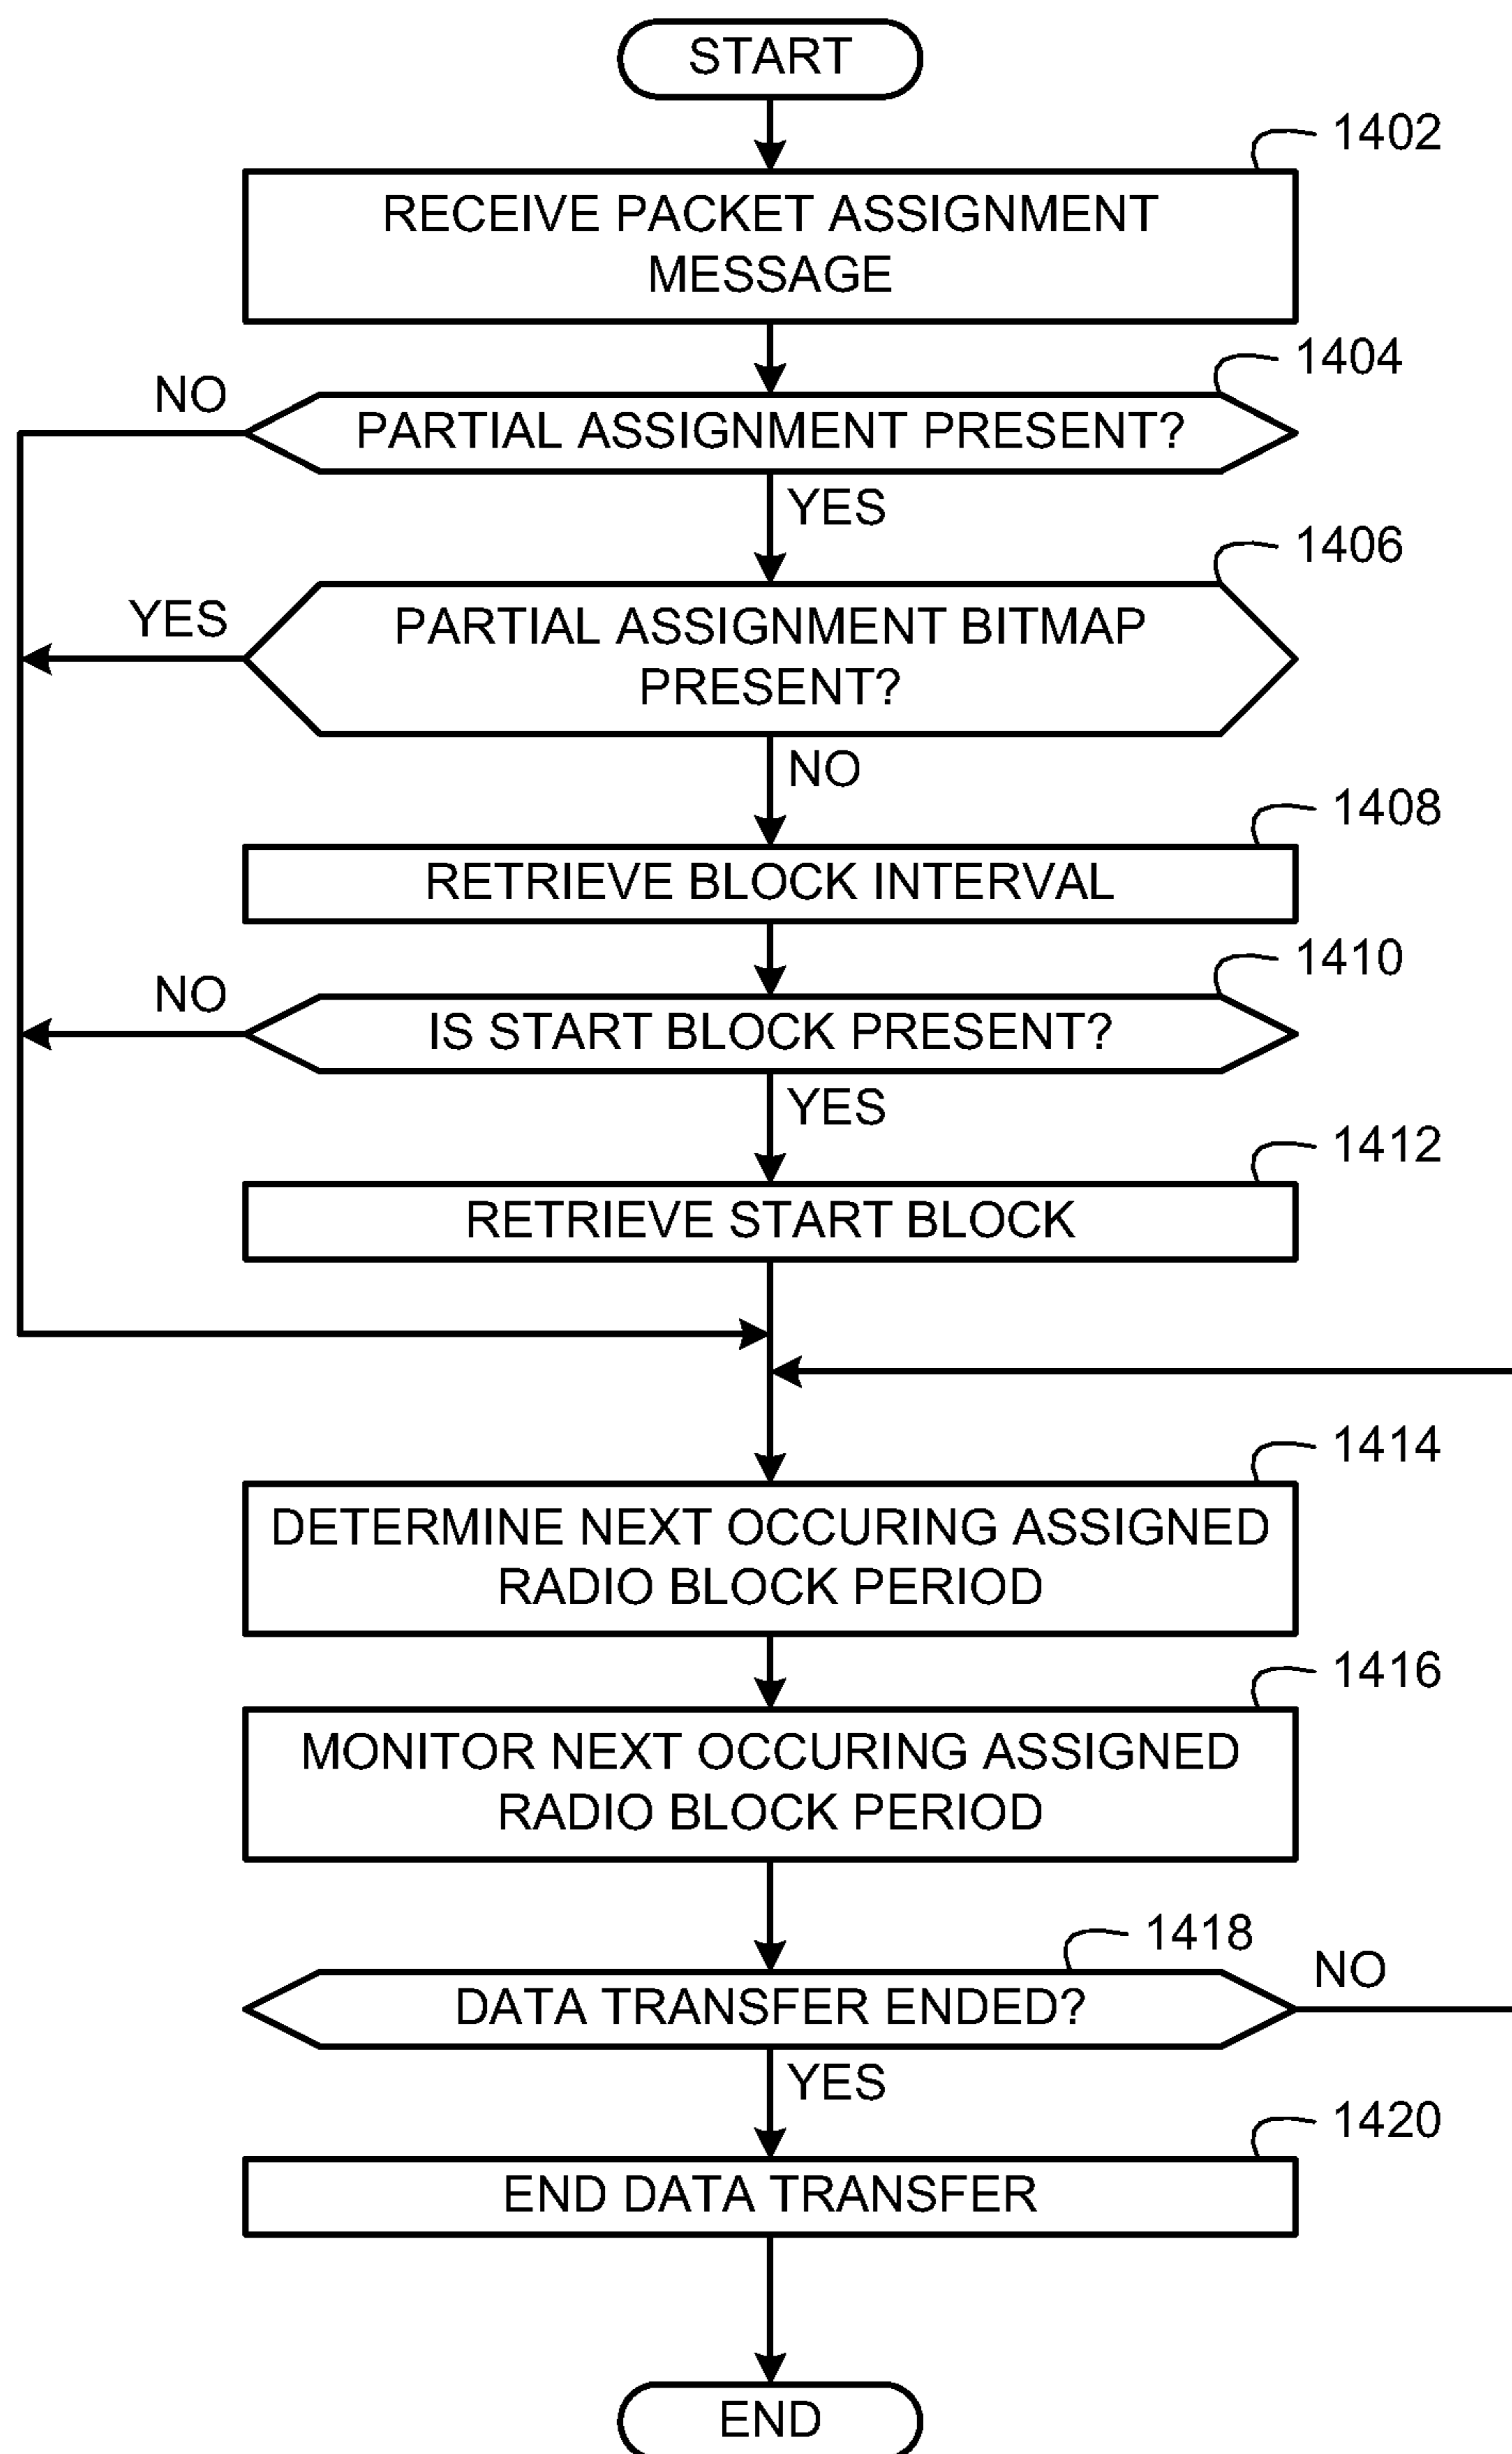 START
1402
RECEIVE PACKET ASSIGNMENT
MESSAGE
1404
NO
PARTIAL ASSIGNMENT PRESENT?
YES
1406
YES
PARTIAL ASSIGNMENT BITMAP
PRESENT?
NO
1408
RETRIEVE BLOCK INTERVAL
1410
NO
IS START BLOCK PRESENT?
YES
1412
RETRIEVE START BLOCK
1414
DETERMINE NEXT OCCURING ASSIGNED
RADIO BLOCK PERIOD
1416
MONITOR NEXT OCCURING ASSIGNED
RADIO BLOCK PERIOD
1418
NO
DATA TRANSFER ENDED?
YES
1420
END DATA TRANSFER
END